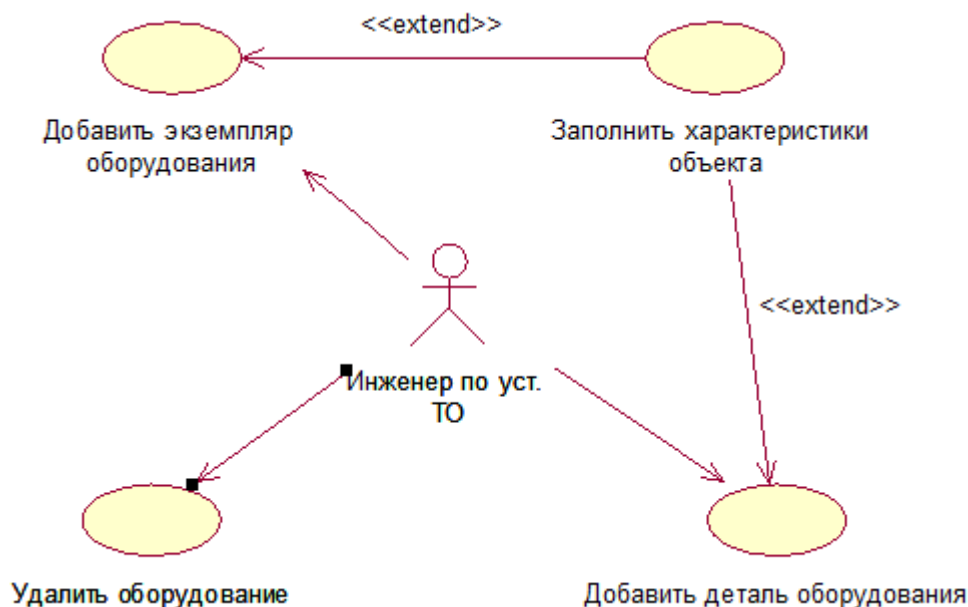 <<extend>>
Добавить экземпляр
оборудования
Заполнить характеристики
объекта
<<extend>>
Инженер по уст.
ТО
Удалить оборудование
Добавить деталь оборудования